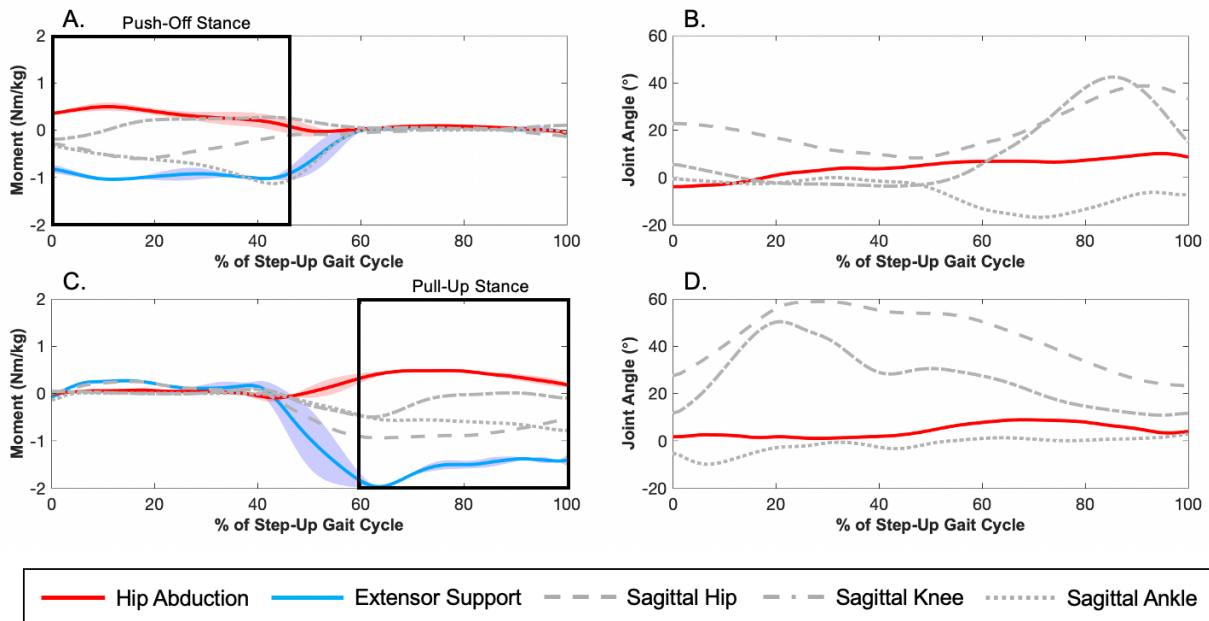 A.
Push-Off Stance
2
1
0
-1
-2
Moment (Nm/kg)
0 20 40 60 80 100
% of Step-Up Gait Cycle
B.
60
40
20
0
-20
Joint Angle (°)
0 20 40 60 80 100
% of Step-Up Gait Cycle
C.
Pull-Up Stance
2
1
0
-1
-2
Moment (Nm/kg)
0 20 40 60 80 100
% of Step-Up Gait Cycle
D.
60
40
20
0
-20
Joint Angle (°)
0 20 40 60 80 100
% of Step-Up Gait Cycle
Hip Abduction Extensor Support Sagittal Hip Sagittal Knee Sagittal Ankle